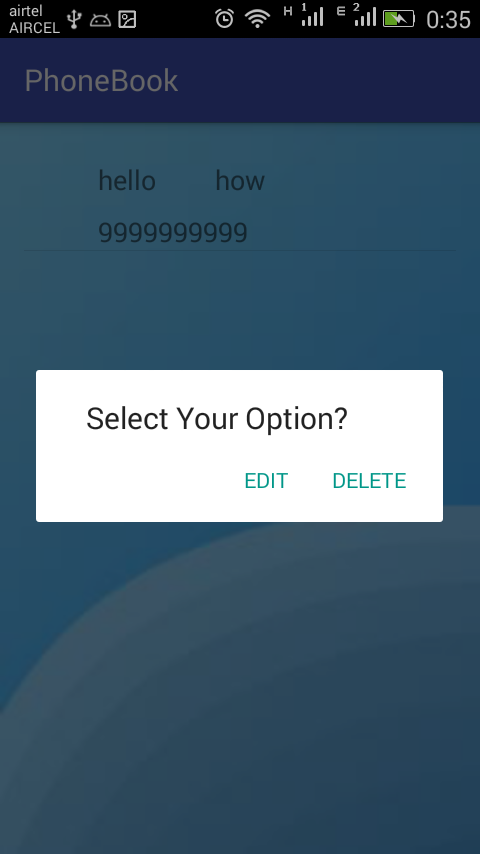 airtel
AIRCEL
H 1 E 2 0:35
PhoneBook
hello how
9999999999
Select Your Option?
EDIT DELETE